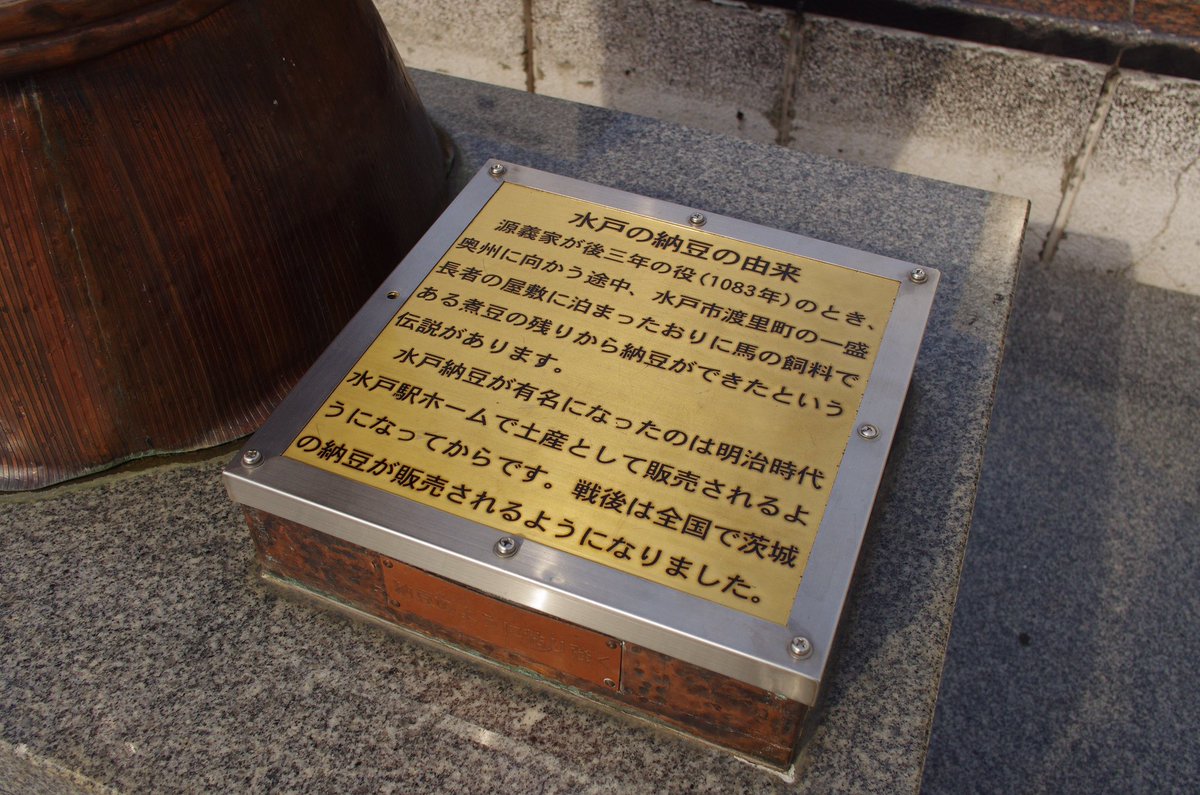 水戸の納豆の由来
源義家が後三年の役(1083年)のとき、
奥州に向かう途中、水戸市渡里町の一盛
長者の屋敷に泊まったおりに馬の飼料で
ある煮豆の残りから納豆ができたという
伝説があります。
水戸納豆が有名になったのは明治時代
水戸駅ホームで土産として販売されるよ
うになってからです。戦後は全国で茨城
の納豆が販売されるようになりました。